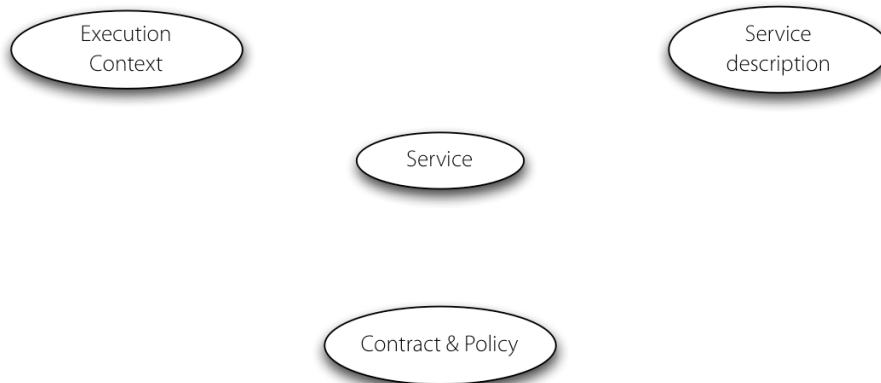 Execution
Context
Service
description
Service
Contract & Policy